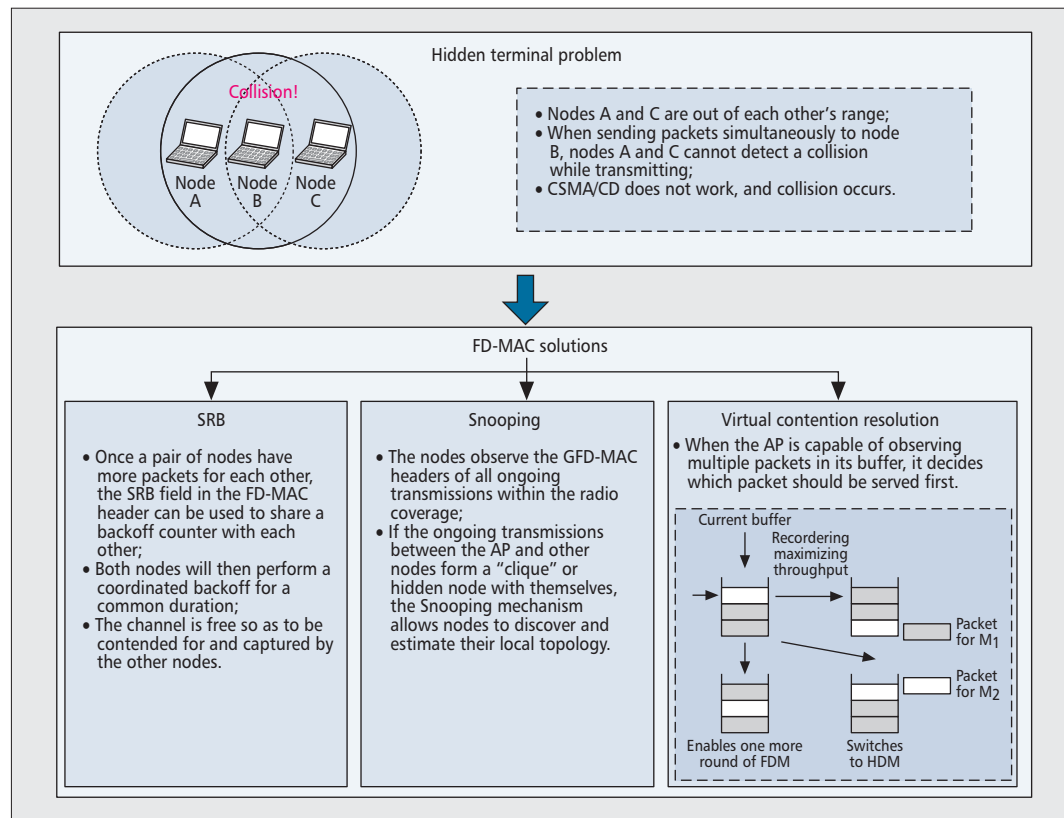 Hidden terminal problem
Collision!
Node
A
Node
B
Node
C
• Nodes A and C are out of each other's range;
• When sending packets simultaneously to node
B, nodes A and C cannot detect a collision
while transmitting;
• CSMA/CD does not work, and collision occurs.
FD-MAC solutions
SRB
• Once a pair of nodes have
more packets for each other,
the SRB field in the FD-MAC
header can be used to share a
backoff counter with each
other;
• Both nodes will then perform a
coordinated backoff for a
common duration;
• The channel is free so as to be
contended for and captured by
the other nodes.
Snooping
• The nodes observe the GFD-MAC
headers of all ongoing
transmissions within the radio
coverage;
• If the ongoing transmissions
between the AP and other
nodes form a “clique” or
hidden node with themselves,
the Snooping mechanism
allows nodes to discover and
estimate their local topology.
Virtual contention resolution
• When the AP is capable of observing
multiple packets in its buffer, it decides
which packet should be served first.
Current buffer
Recordering
maximizing
throughput
Packet
for M1
Packet
for M2
Enables one more
round of FDM
Switches
to HDM